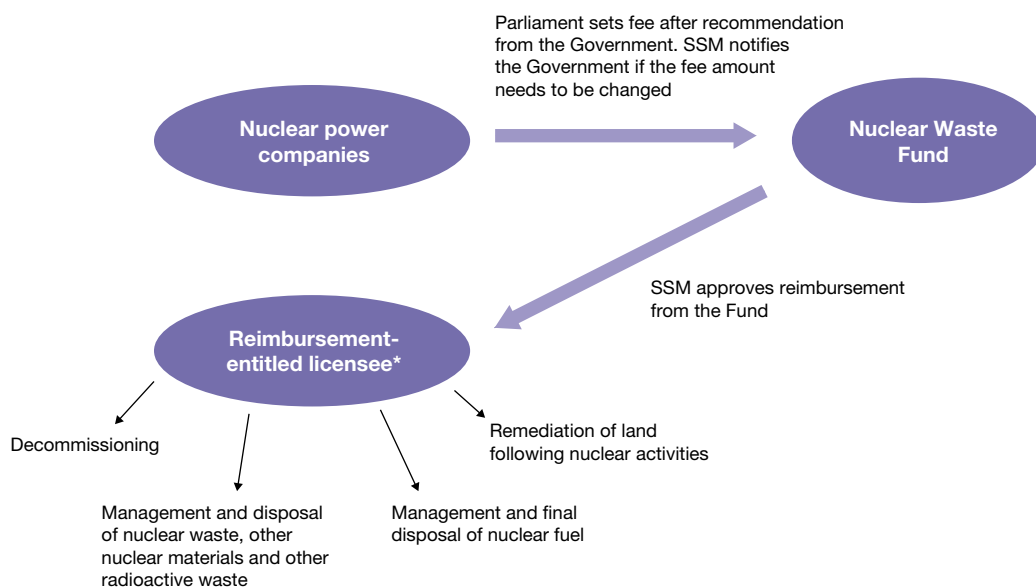 Parliament sets fee after recommendation
from the Government. SSM notifies
the Government if the fee amount
needs to be changed
Nuclear power
companies
Nuclear Waste
Fund
SSM approves reimbursement
from the Fund
Reimbursement-
entitled licensee*
Decommissioning
Remediation of land
following nuclear activities
Management and disposal
of nuclear waste, other
nuclear materials and other
radioactive waste
Management and final
disposal of nuclear fuel